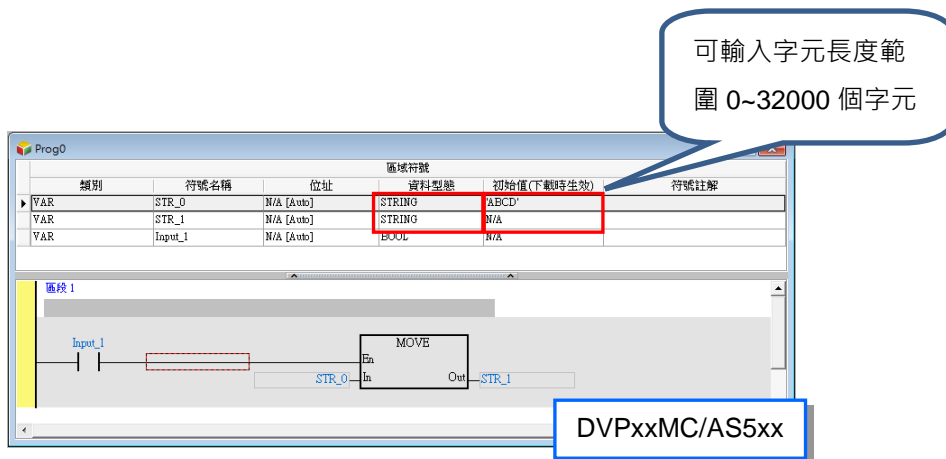 可輸入字元長度範
圍 0~32000 個字元
Prog0
區域符號
類別 符號名稱 位址 資料型態 初始值(下載時生效) 符號註解
VAR STR_0 N/A [Auto] STRING 'ABCD'
VAR STR_1 N/A [Auto] STRING N/A
VAR Input_1 N/A [Auto] BOOL N/A
區段 1
Input_1 MOVE
En
STR_0 In Out STR_1
DVPxxMC/AS5xx